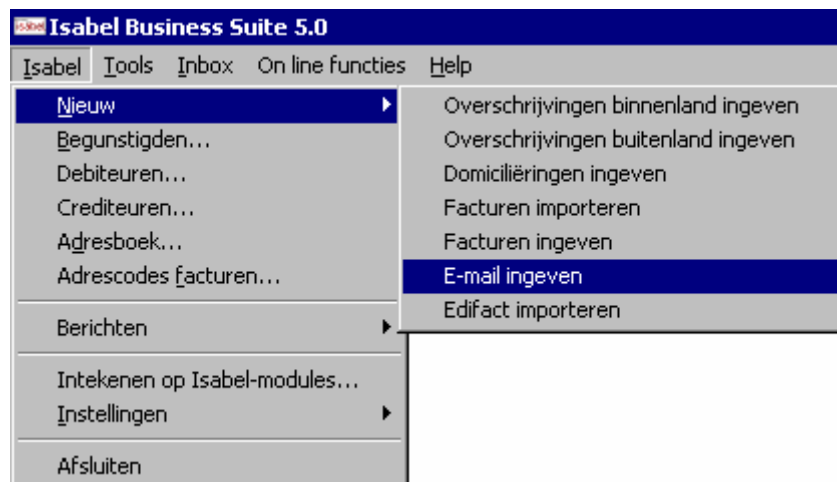 isabel Isabel Business Suite 5.0
Isabel Tools Inbox On line functies Help
Nieuw
Begunstigden...
Debiteuren...
Crediteuren...
Adresboek...
Adrescodes facturen...
Berichten
Intekenen op Isabel-modules...
Instellingen
Afsluiten
Overschrijvingen binnenland ingeven
Overschrijvingen buitenland ingeven
Domiciliëringen ingeven
Facturen importeren
Facturen ingeven
E-mail ingeven
Edifact importeren